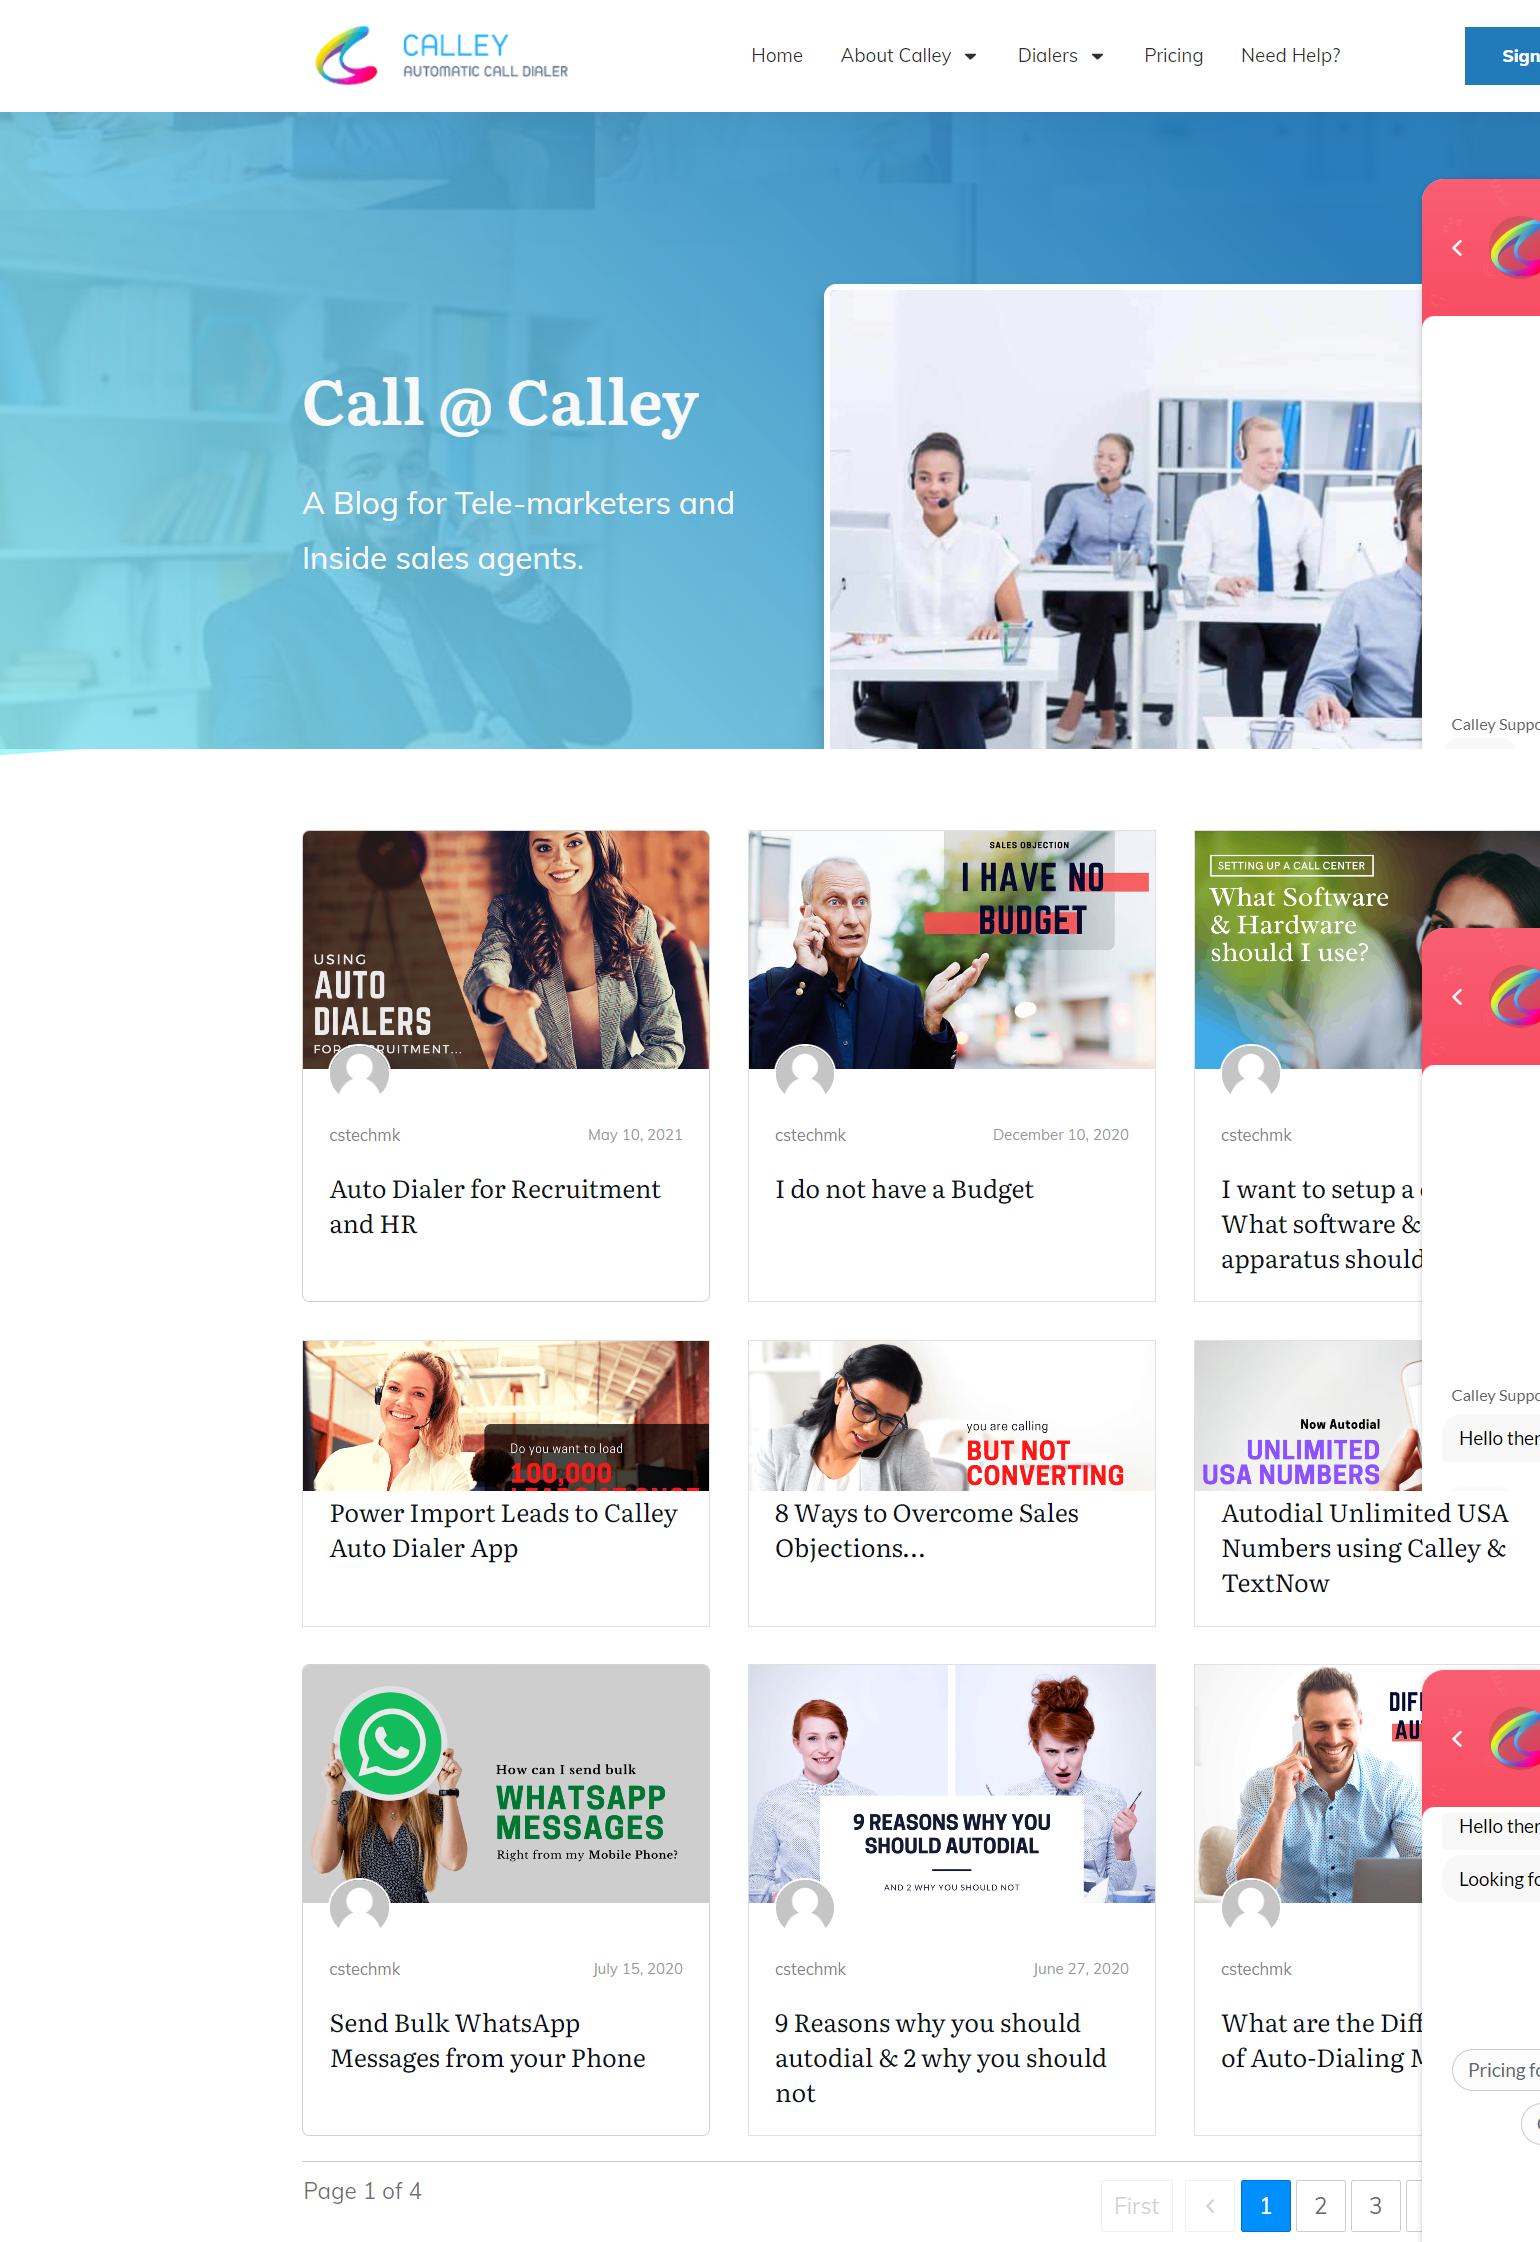 CALLEY
AUTOMATIC CALL DIALER
Home
About Calley
Dialers
Pricing
Need Help?
Sign
Call @ Calley
A Blog for Tele-marketers and
Inside sales agents.
Calley Suppo
USING
AUTO
DIALERS
cstechmk
May 10, 2021
Auto Dialer for Recruitment
and HR
SALES OBJECTION
I HAVE NO
BUDGET
cstechmk
December 10, 2020
I do not have a Budget
SETTING UP A CALL CENTER
What Software
& Hardware
should I use?
cstechmk
I want to setup a
What software &
apparatus should
Do you want to load
100,000
Power Import Leads to Calley
Auto Dialer App
you are calling
BUT NOT
CONVERTING
8 Ways to Overcome Sales
Objections...
Now Autodial
UNLIMITED
USA NUMBERS
Autodial Unlimited USA
Numbers using Calley &
TextNow
Calley Suppo
Hello ther
How can I send bulk
WHATSAPP
MESSAGES
Right from my Mobile Phone?
cstechmk
July 15, 2020
Send Bulk WhatsApp
Messages from your Phone
9 REASONS WHY YOU
SHOULD AUTODIAL
AND 2 WHY YOU SHOULD NOT
cstechmk
June 27, 2020
9 Reasons why you should
autodial & 2 why you should
not
DIF
AU
cstechmk
What are the Diff
of Auto-Dialing M
Hello ther
Looking fo
Pricing fo
Page 1 of 4
First
1
2
3